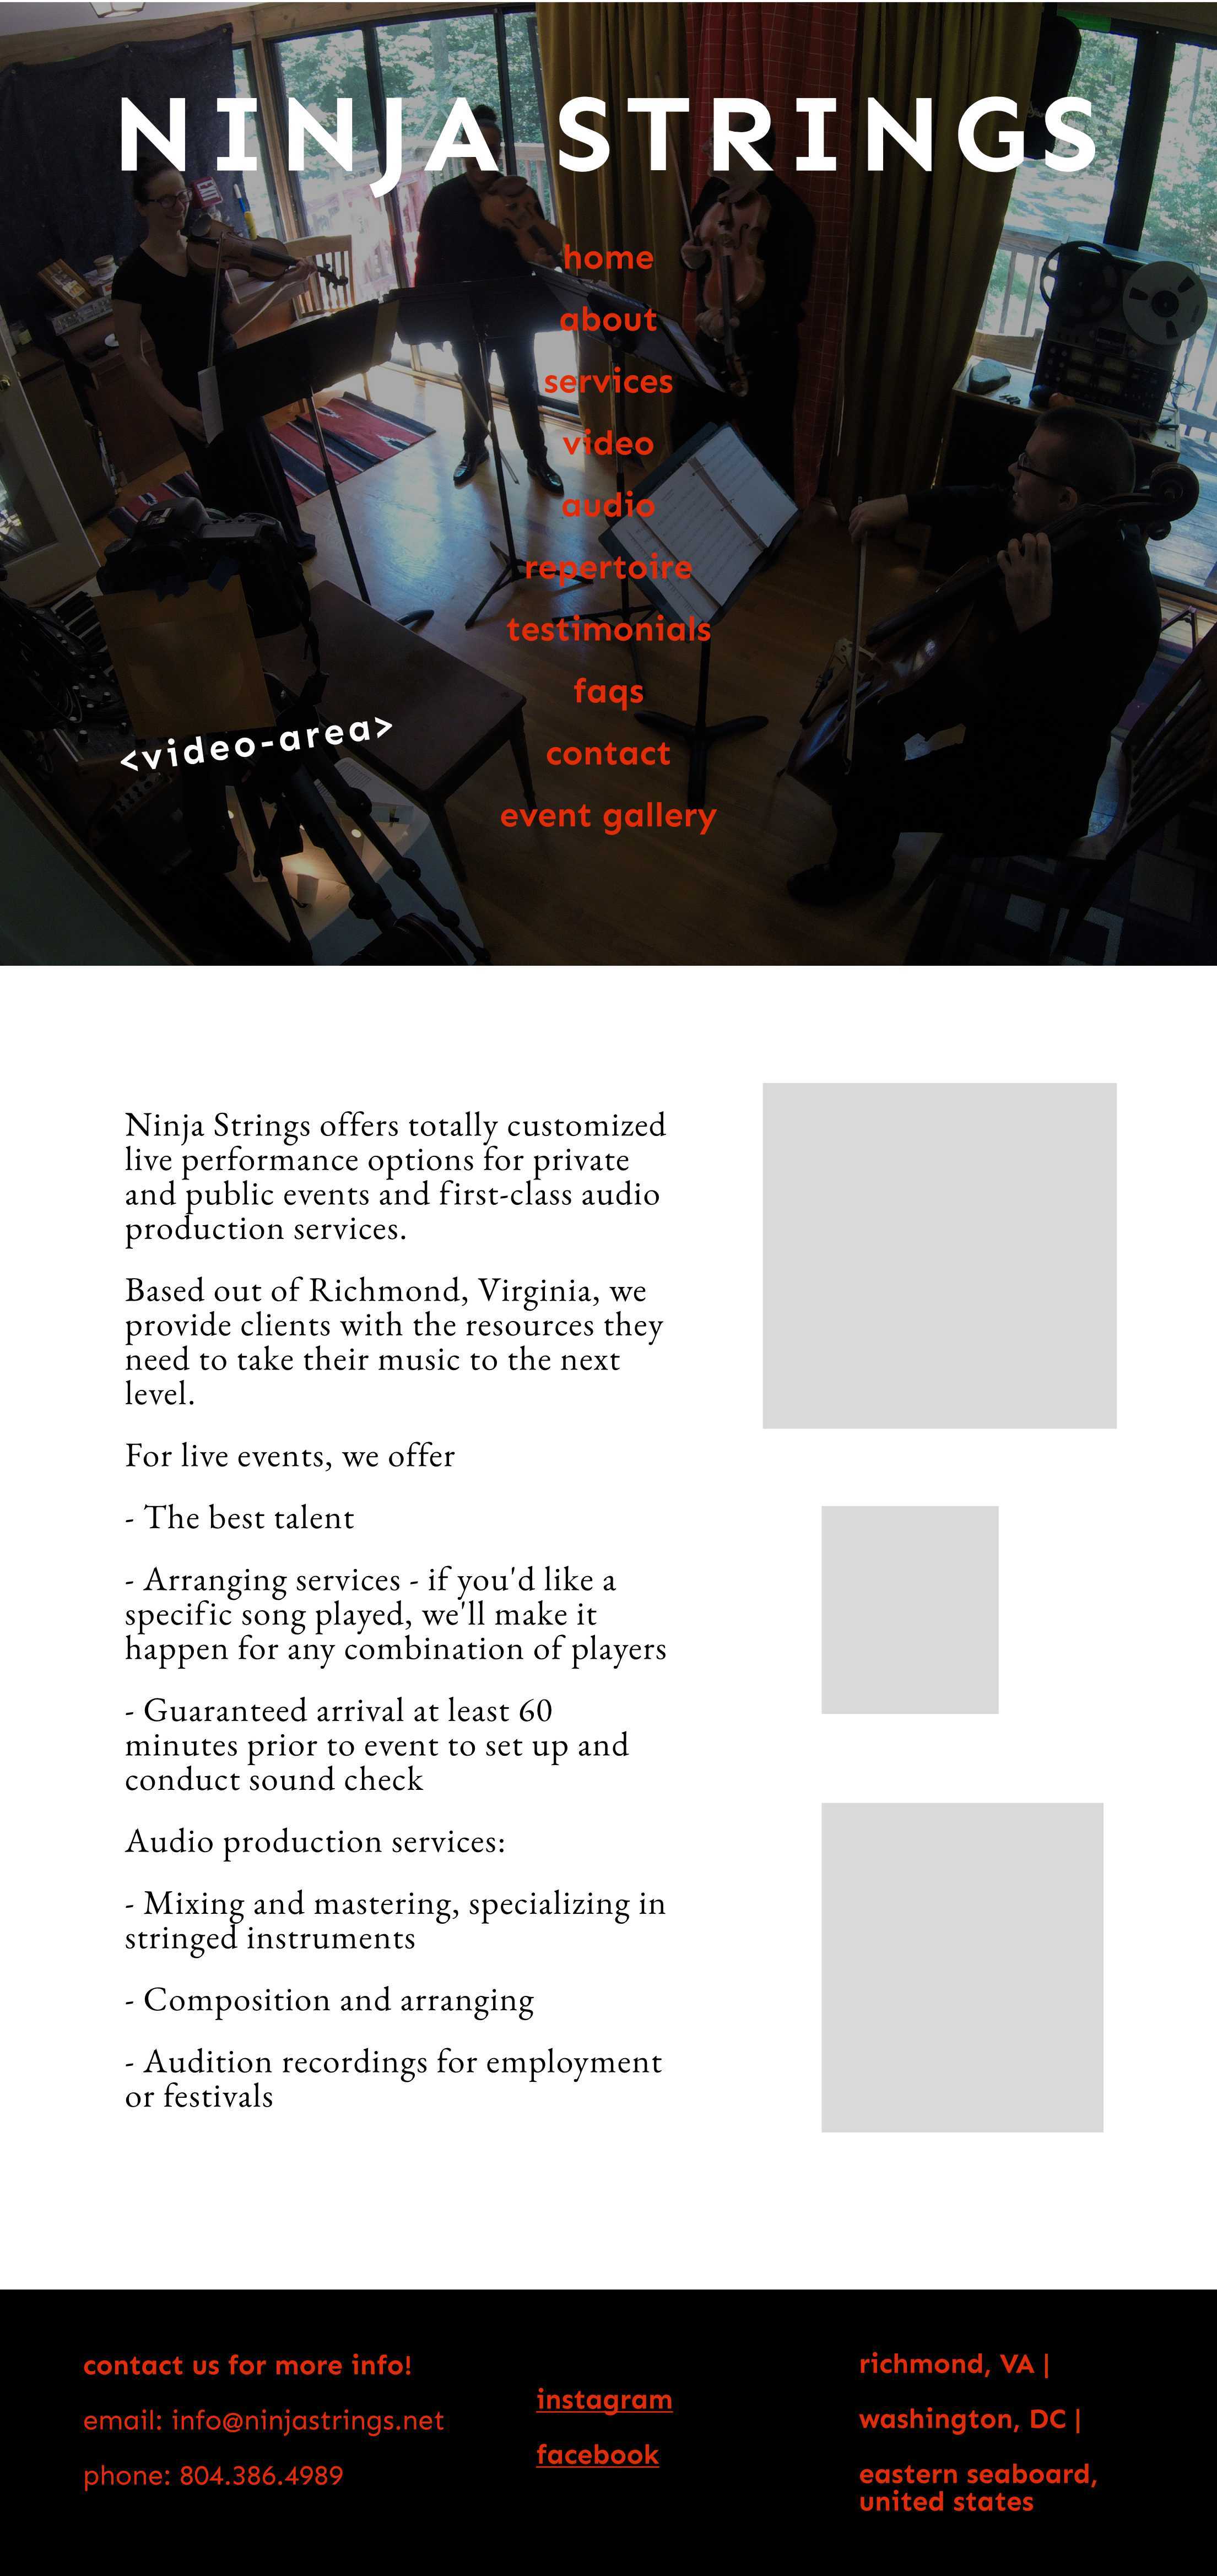 NINJA STRINGS
home
about
services
video
audio
repertoire
testimonials
faqs
contact
event gallery
<video-area>
Ninja Strings offers totally customized
live performance options for private
and public events and first-class audio
production services.
Based out of Richmond, Virginia, we
provide clients with the resources they
need to take their music to the next
level.
For live events, we offer
- The best talent
- Arranging services - if you'd like a
specific song played, we'll make it
happen for any combination of players
- Guaranteed arrival at least 60
minutes prior to event to set up and
conduct sound check
Audio production services:
- Mixing and mastering, specializing in
stringed instruments
- Composition and arranging
- Audition recordings for employment
or festivals
contact us for more info!
email: info@ninjastrings.net
phone: 804.386.4989
instagram
facebook
richmond, VA |
washington, DC |
eastern seaboard,
united states